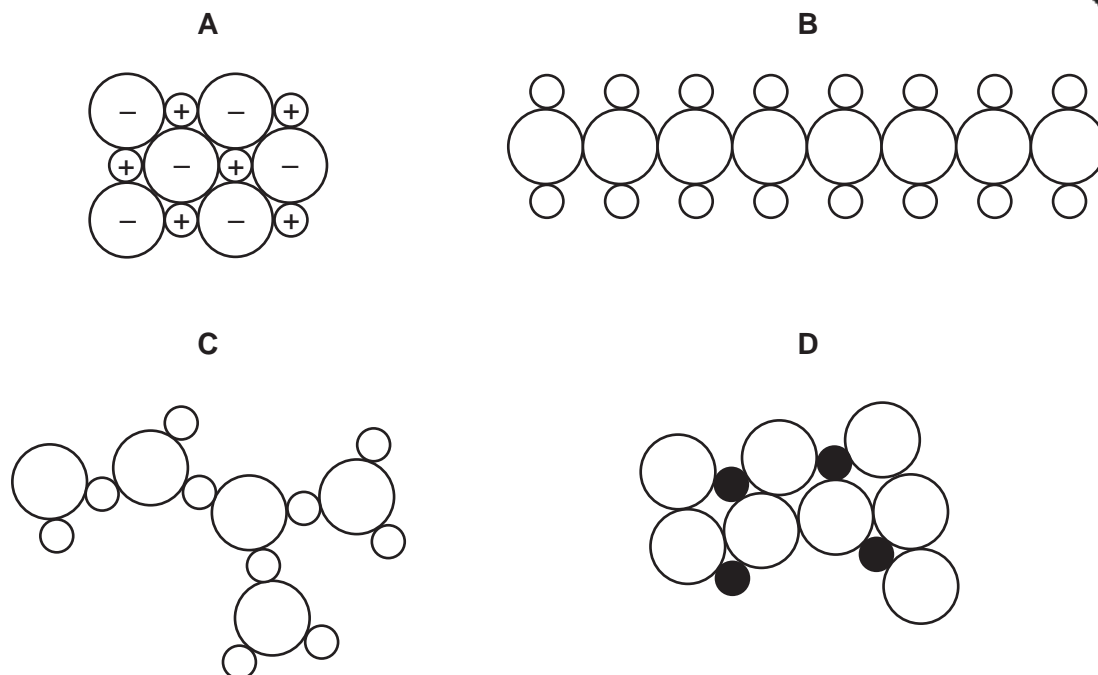 A
B
− + − +
+ − + −
− + − +
C
D